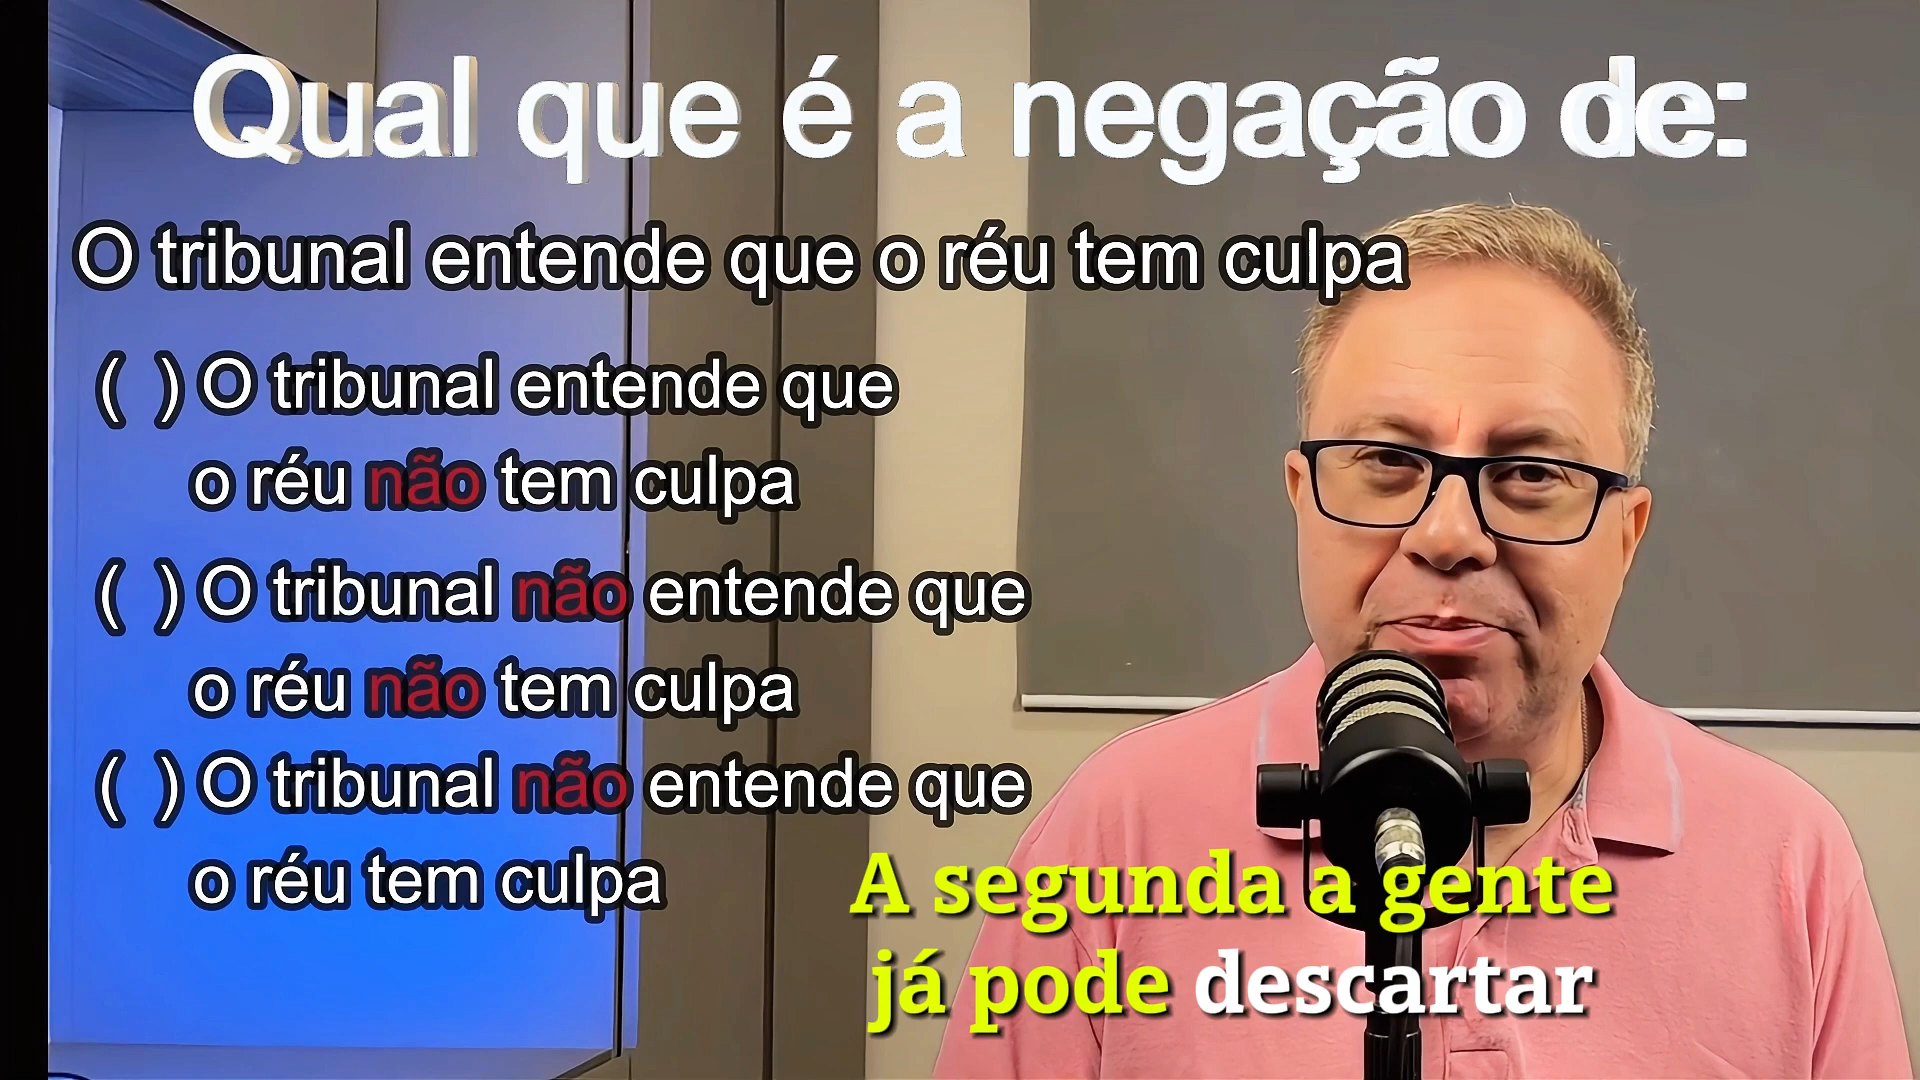 Qual que é a negação de:
O tribunal entende que o réu tem culpa
( ) O tribunal entende que
o réu não tem culpa
( ) O tribunal não entende que
o réu não tem culpa
( ) O tribunal não entende que
o réu tem culpa
A segunda a gente
já pode descartar